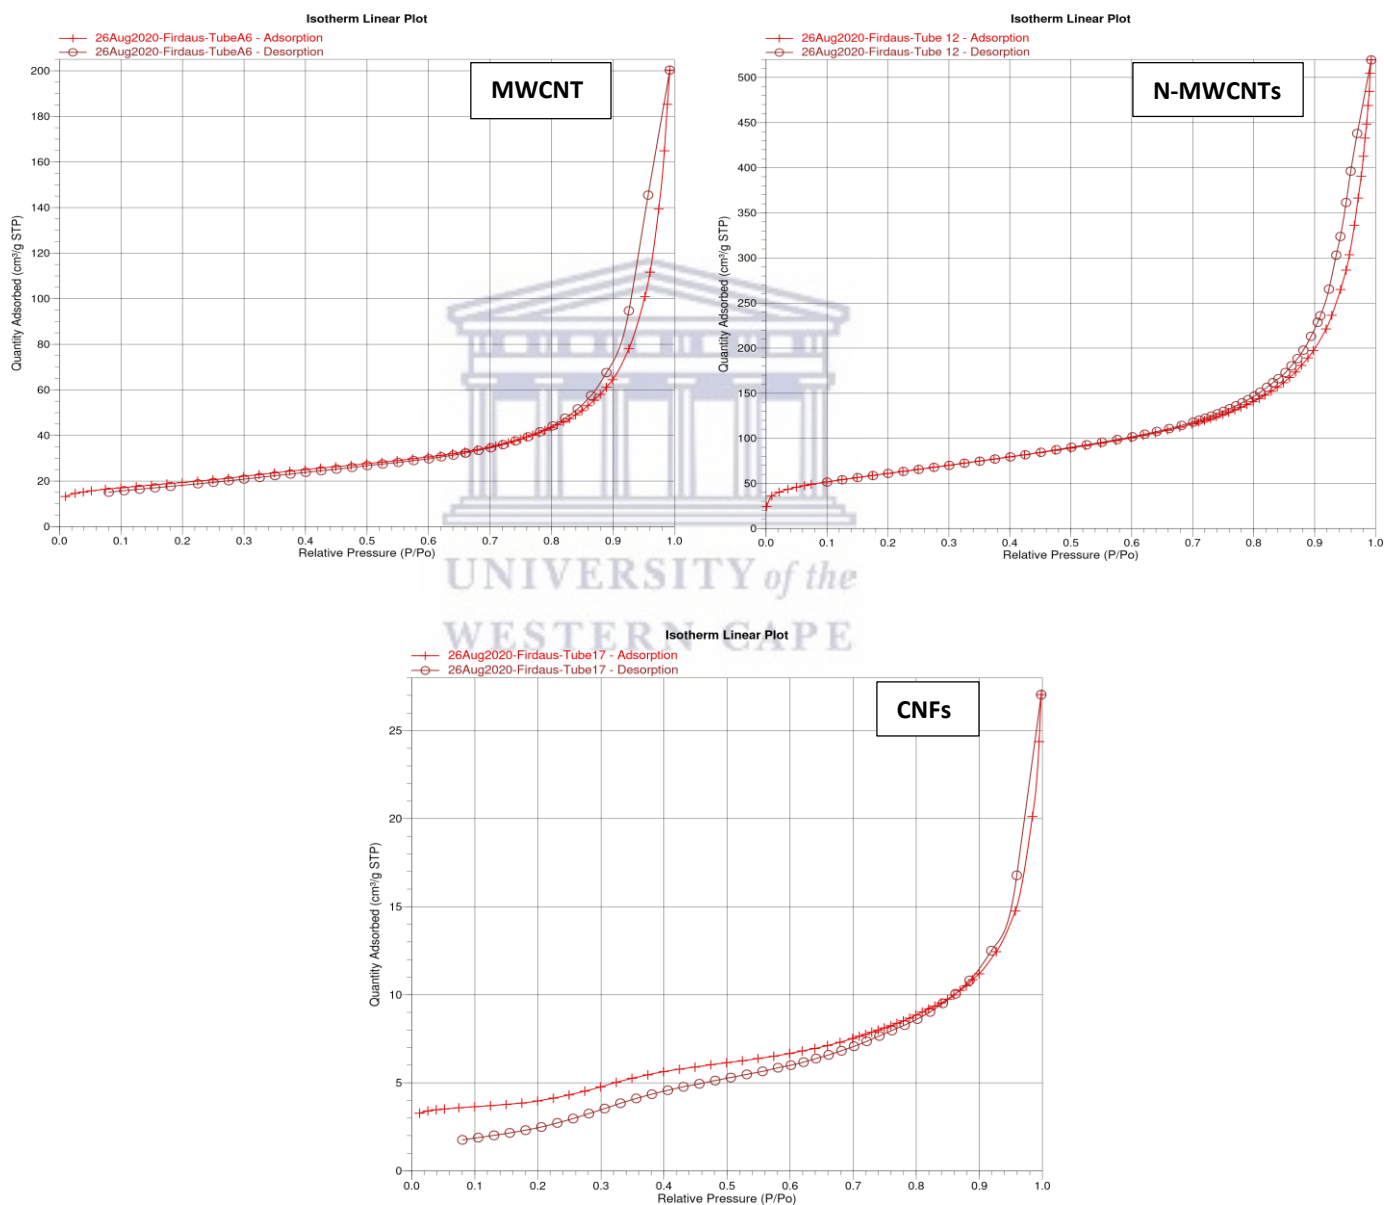 Isotherm Linear Plot
26Aug2020-Firdaus-TubeA6 - Adsorption
26Aug2020-Firdaus-TubeA6 - Desorption
MWCNT
Quantity Adsorbed (cm³/g STP)
200
180
160
140
120
100
80
60
40
20
0
0.0 0.1 0.2 0.3 0.4 0.5 0.6 0.7 0.8 0.9 1.0
Relative Pressure (P/Po)
Isotherm Linear Plot
26Aug2020-Firdaus-Tube 12 - Adsorption
26Aug2020-Firdaus-Tube 12 - Desorption
N-MWCNTs
Quantity Adsorbed (cm³/g STP)
500
450
400
350
300
250
200
150
100
50
0
0.0 0.1 0.2 0.3 0.4 0.5 0.6 0.7 0.8 0.9 1.0
Relative Pressure (P/Po)
UNIVERSITY of the
WESTERN CAPE
Isotherm Linear Plot
26Aug2020-Firdaus-Tube17 - Adsorption
26Aug2020-Firdaus-Tube17 - Desorption
CNFs
Quantity Adsorbed (cm³/g STP)
25
20
15
10
5
0
0.0 0.1 0.2 0.3 0.4 0.5 0.6 0.7 0.8 0.9 1.0
Relative Pressure (P/Po)